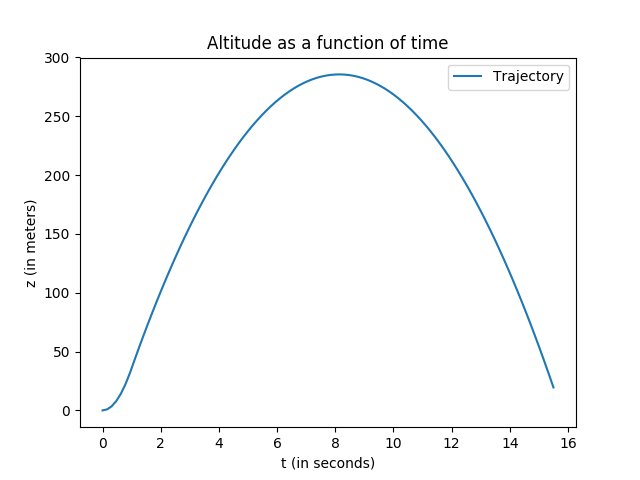 Altitude as a function of time
Trajectory
300
250
200
150
100
50
0
z (in meters)
0 2 4 6 8 10 12 14 16
t (in seconds)